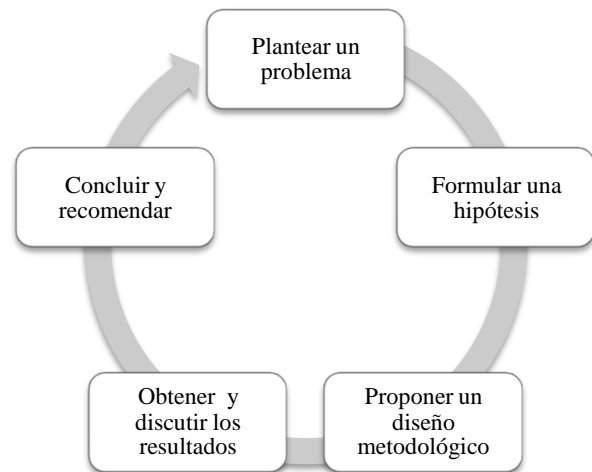 Plantear un
problema
Formular una
hipótesis
Proponer un
diseño
metodológico
Obtener y
discutir los
resultados
Concluir y
recomendar